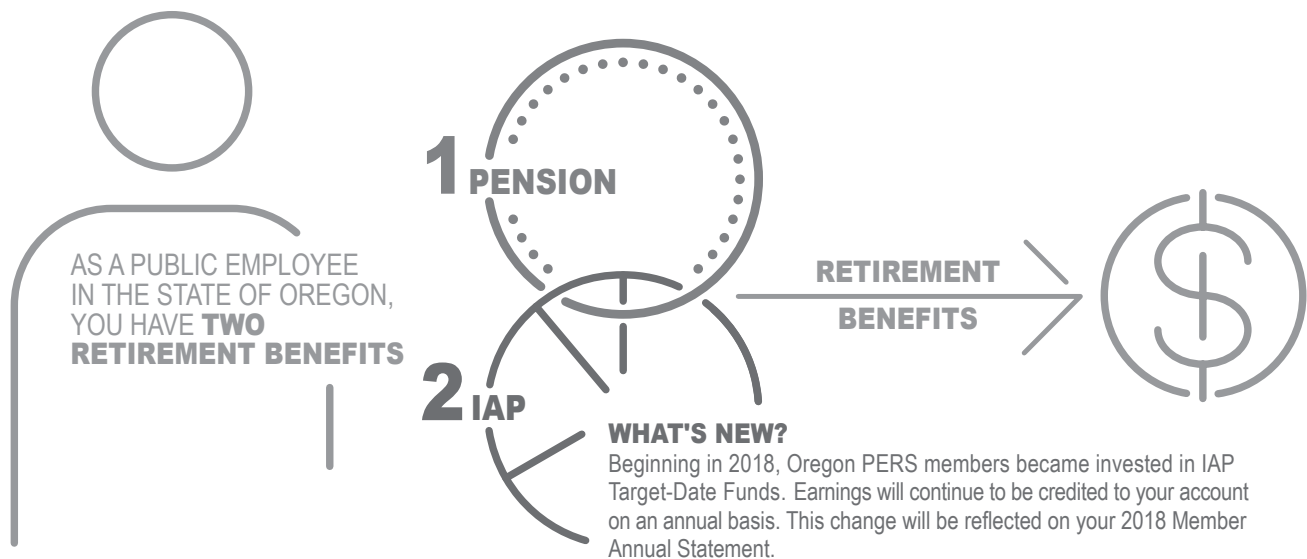 AS A PUBLIC EMPLOYEE
IN THE STATE OF OREGON,
YOU HAVE TWO
RETIREMENT BENEFITS
1 PENSION
2 IAP
WHAT'S NEW?
Beginning in 2018, Oregon PERS members became invested in IAP
Target-Date Funds. Earnings will continue to be credited to your account
on an annual basis. This change will be reflected on your 2018 Member
Annual Statement.
RETIREMENT
BENEFITS
$